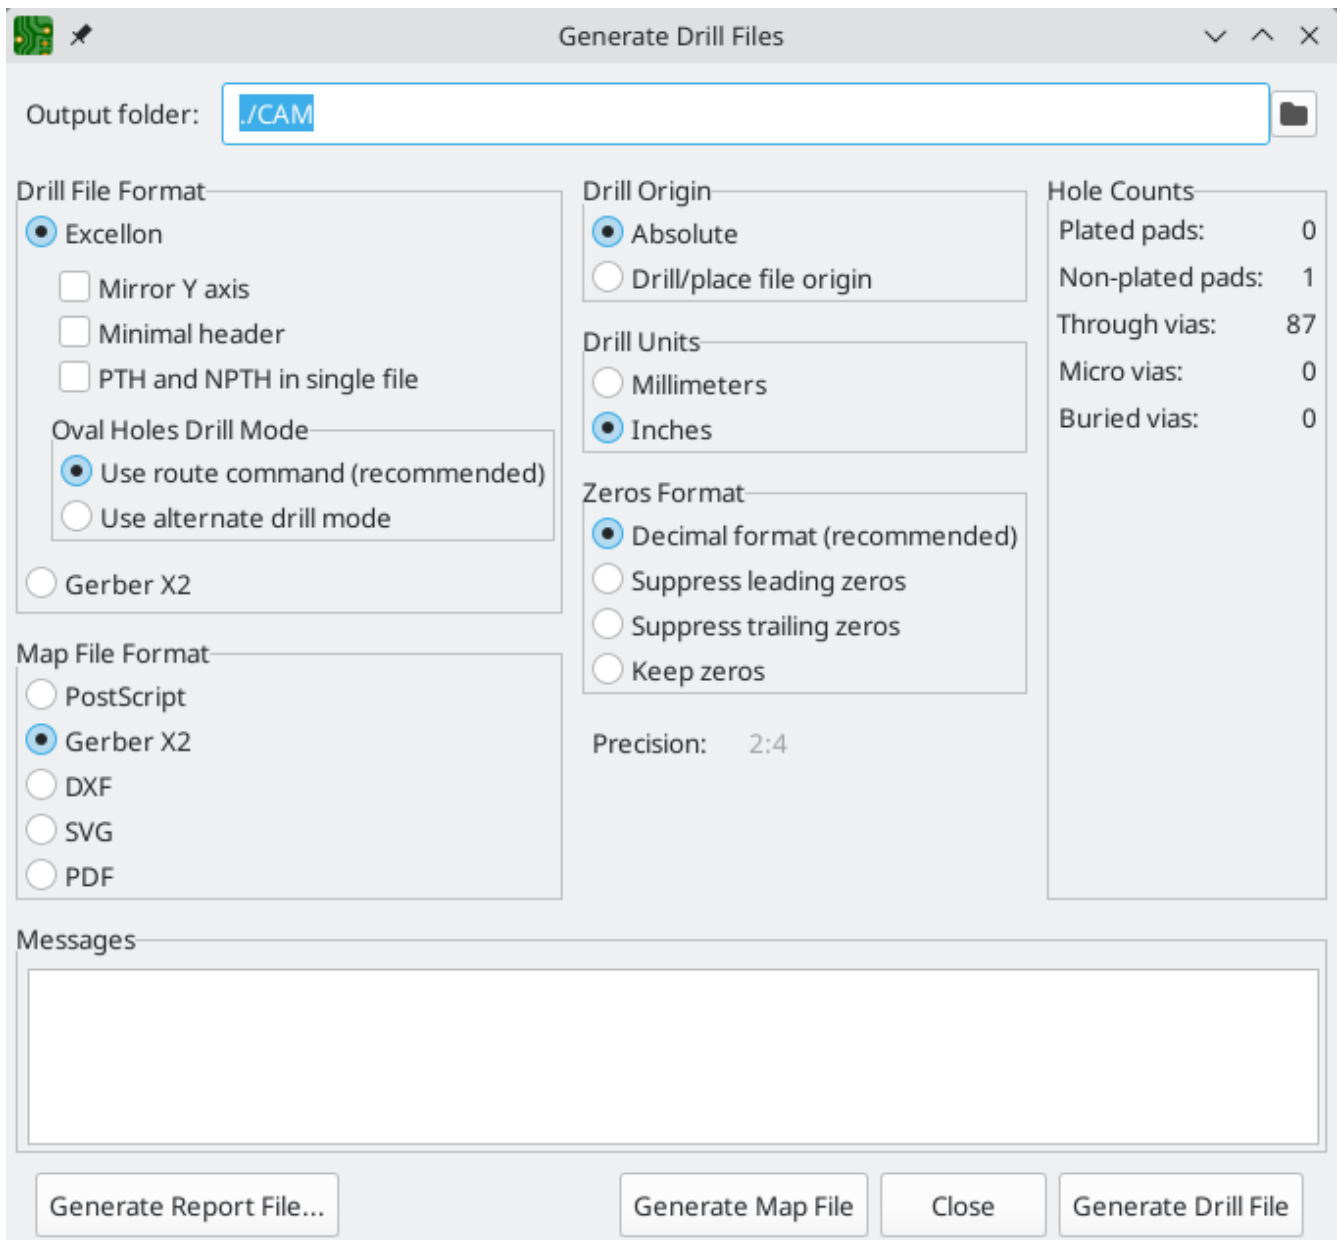 Generate Drill Files
Output folder: ./CAM
Drill File Format
Excellon
Mirror Y axis
Minimal header
PTH and NPTH in single file
Oval Holes Drill Mode
Use route command (recommended)
Use alternate drill mode
Gerber X2
Map File Format
PostScript
Gerber X2
DXF
SVG
PDF
Drill Origin
Absolute
Drill/place file origin
Drill Units
Millimeters
Inches
Zeros Format
Decimal format (recommended)
Suppress leading zeros
Suppress trailing zeros
Keep zeros
Precision: 2:4
Hole Counts
Plated pads: 0
Non-plated pads: 1
Through vias: 87
Micro vias: 0
Buried vias: 0
Messages
Generate Report File... Generate Map File Close Generate Drill File